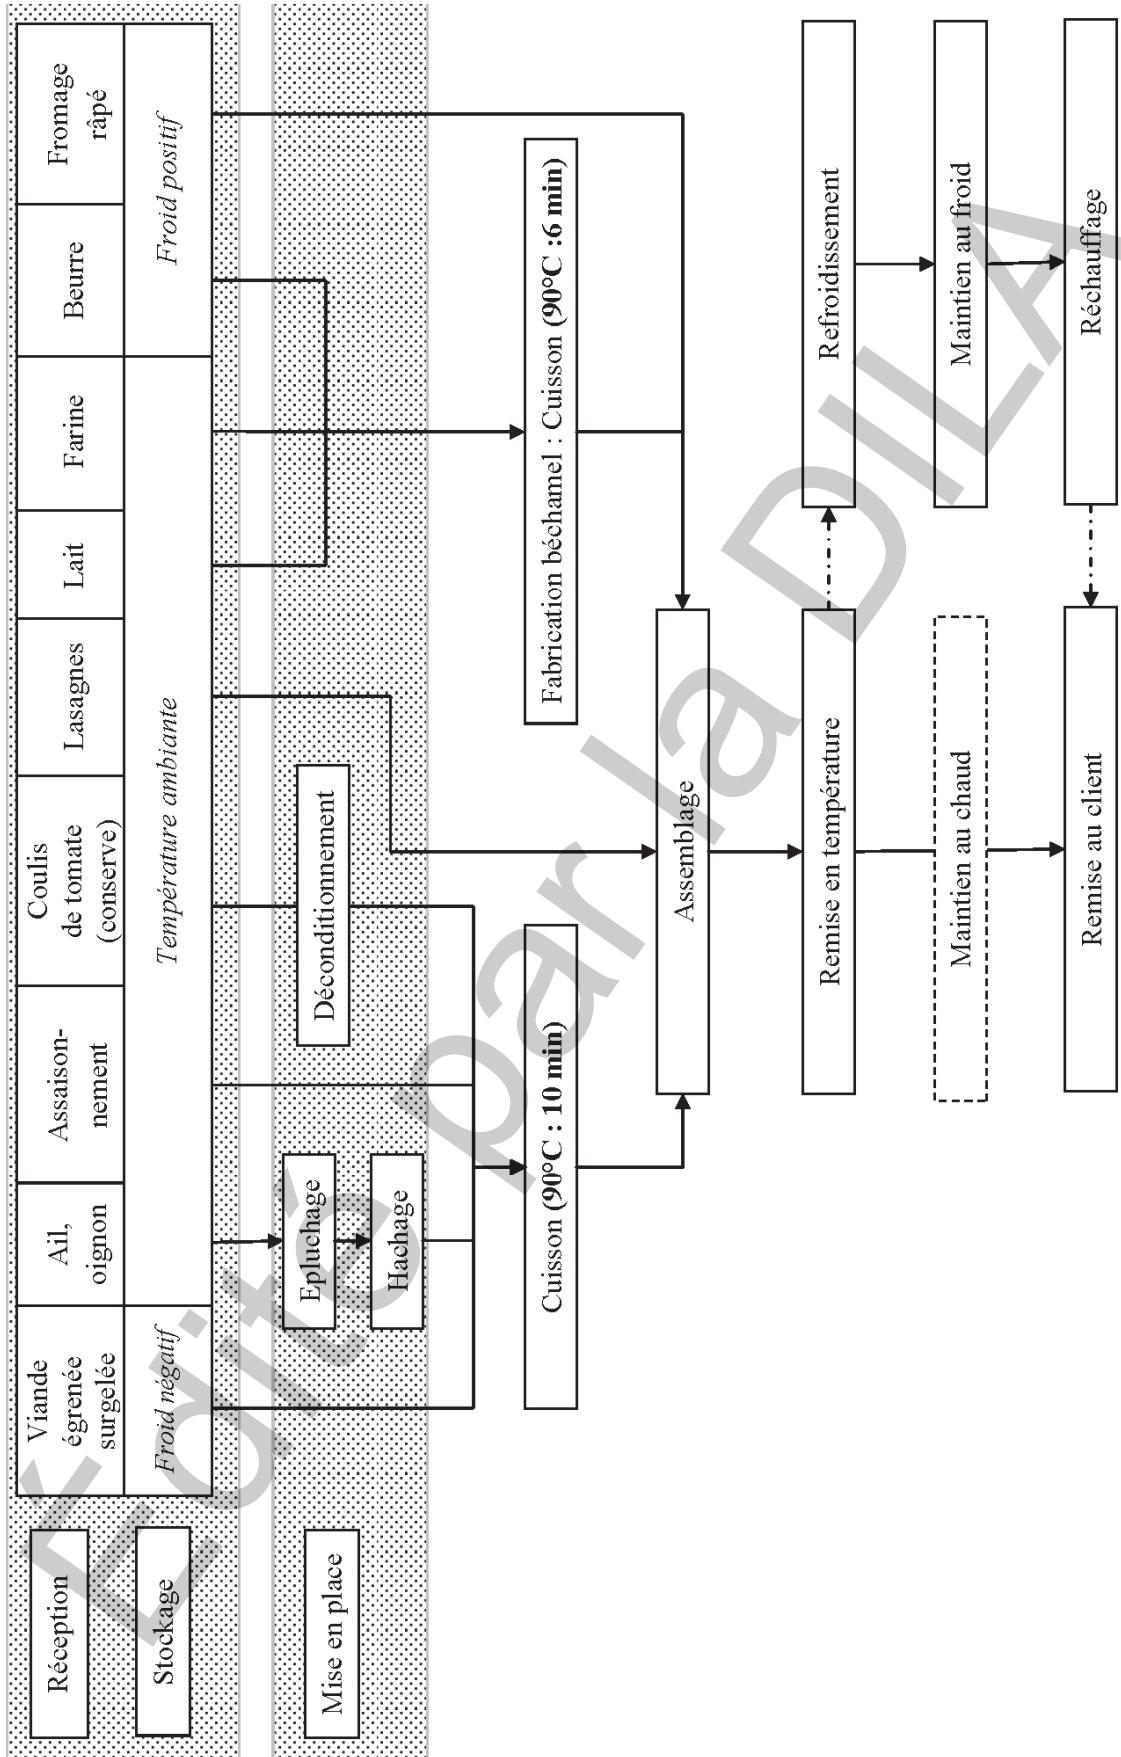 Réception
Viande
égrenée
surgelée
Ail,
oignon
Assaison-
nement
Coulis
de tomate
(conserve)
Lasagnes
Lait
Farine
Beurre
Fromage
râpé
Stockage
Froid négatif
Température ambiante
Froid positif
Mise en place
Epluchage
Hachage
Déconditionnement
Cuisson (90°C : 10 min)
Fabrication béchamel : Cuisson (90°C :6 min)
Assemblage
Remise en température
Refroidissement
Maintien au chaud
Maintien au froid
Remise au client
Réchauffage
Édité par la DILA